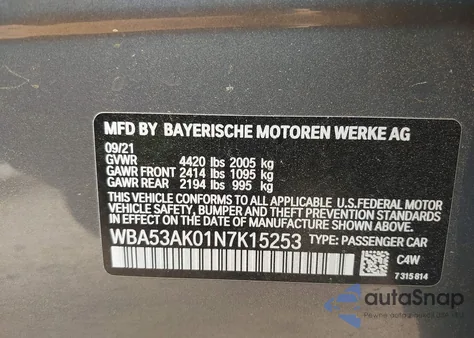 MFD BY BAYERISCHE MOTOREN WERKE AG
09/21
GVWR 4420 lbs 2005 kg
GAWR FRONT 2414 lbs 1095 kg
GAWR REAR 2194 lbs 995 kg
THIS VEHICLE CONFORMS TO ALL APPLICABLE U.S.FEDERAL MOTOR
VEHICLE SAFETY, BUMPER AND THEFT PREVENTION STANDARDS
IN EFFECT ON THE DATE OF MANUFACTURE SHOWN ABOVE.
WBA53AK01N7K15253 TYPE: PASSENGER CAR
C4W
7315814
autoSnap